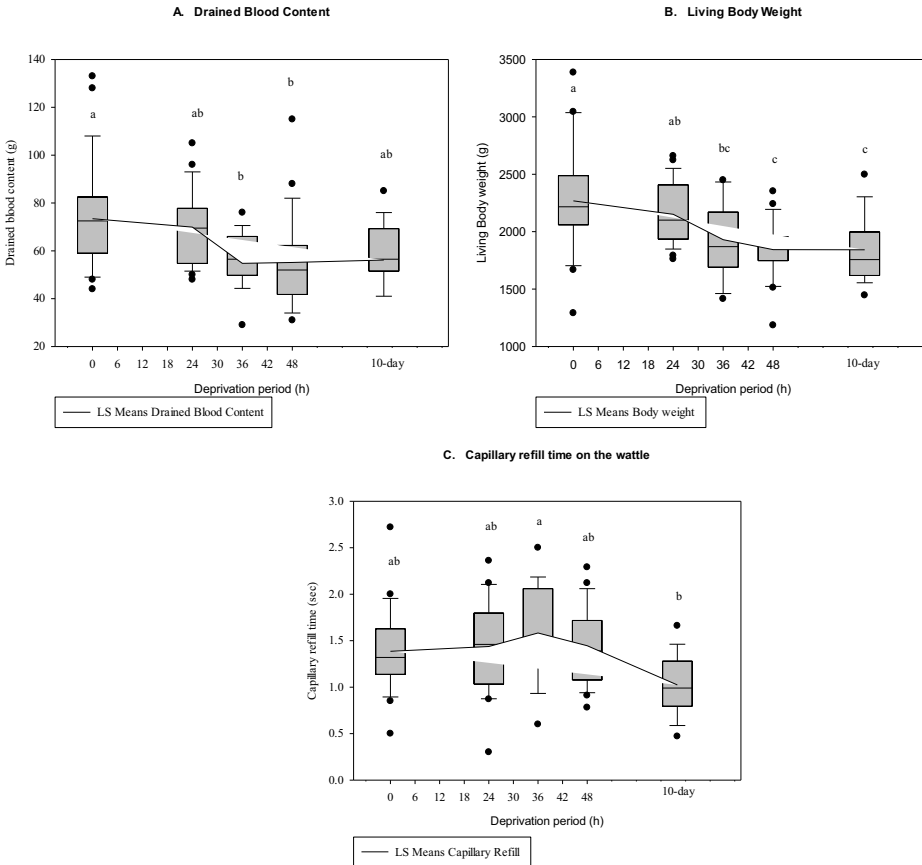 A. Drained Blood Content
140
120
100
80
60
40
20
Drained blood content (g)
a
ab
b
b
ab
0 6 12 18 24 30 36 42 48 10-day
Deprivation period (h)
LS Means Drained Blood Content
B. Living Body Weight
3500
3000
2500
2000
1500
1000
Living Body weight (g)
a
ab
bc
c
c
0 6 12 18 24 30 36 42 48 10-day
Deprivation period (h)
LS Means Body weight
C. Capillary refill time on the wattle
3.0
2.5
2.0
1.5
1.0
0.5
0.0
Capillary refill time (sec)
ab
ab
a
ab
b
0 6 12 18 24 30 36 42 48 10-day
Deprivation period (h)
LS Means Capillary Refill